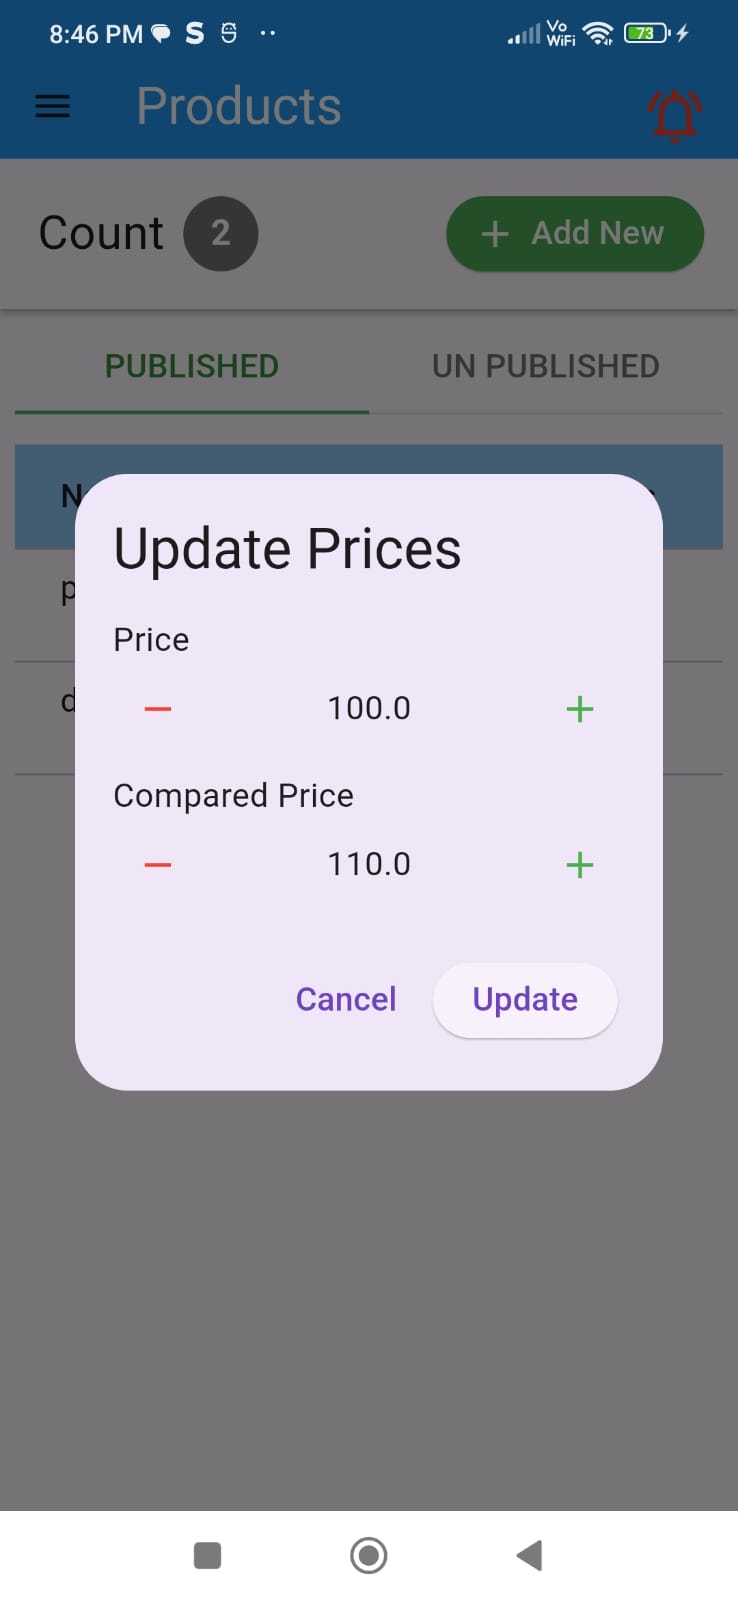 8:46 PM
Vo
WiFi
73
Products
Count 2
+ Add New
PUBLISHED
UN PUBLISHED
Update Prices
Price
− 100.0 +
Compared Price
− 110.0 +
Cancel
Update